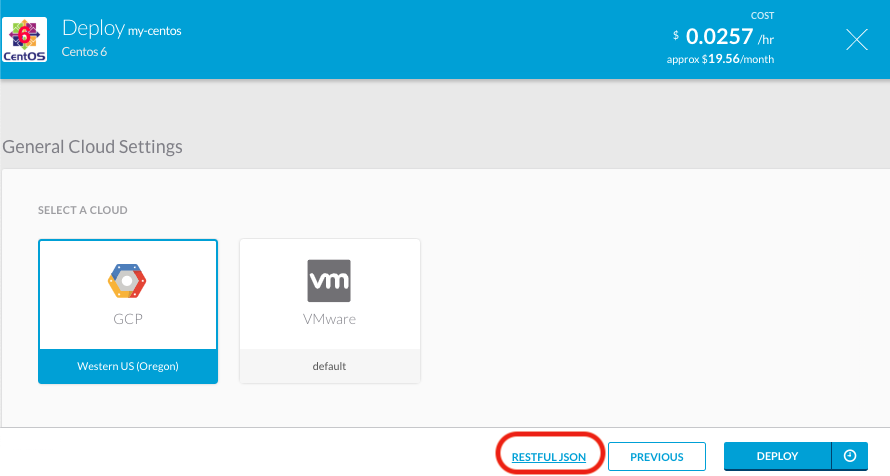 6
CentOS
Deploy my-centos
Centos 6
COST
$ 0.0257 /hr
approx $19.56/month
General Cloud Settings
SELECT A CLOUD
GCP
Western US (Oregon)
vm
VMware
default
RESTFUL JSON
PREVIOUS
DEPLOY